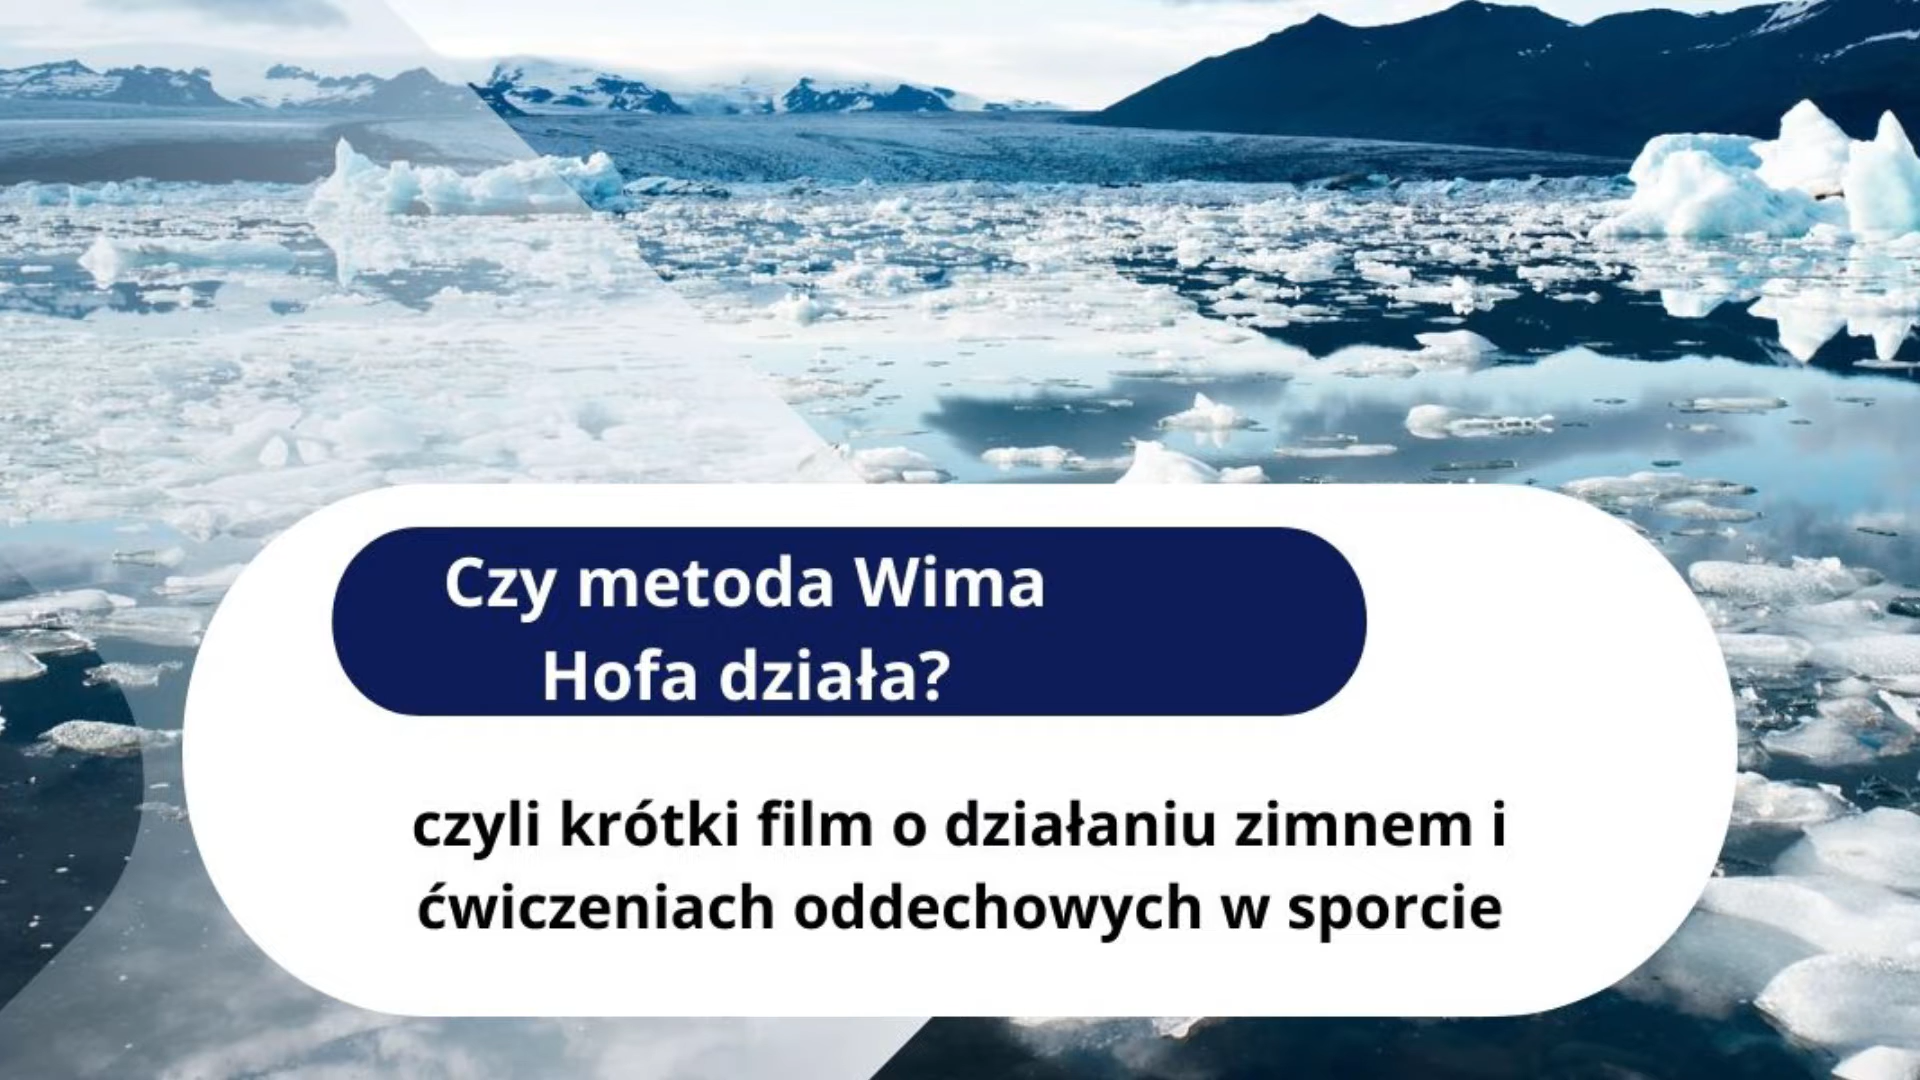 Czy metoda Wima
Hofa działa?
czyli krótki film o działaniu zimnem i
ćwiczeniach oddechowych w sporcie